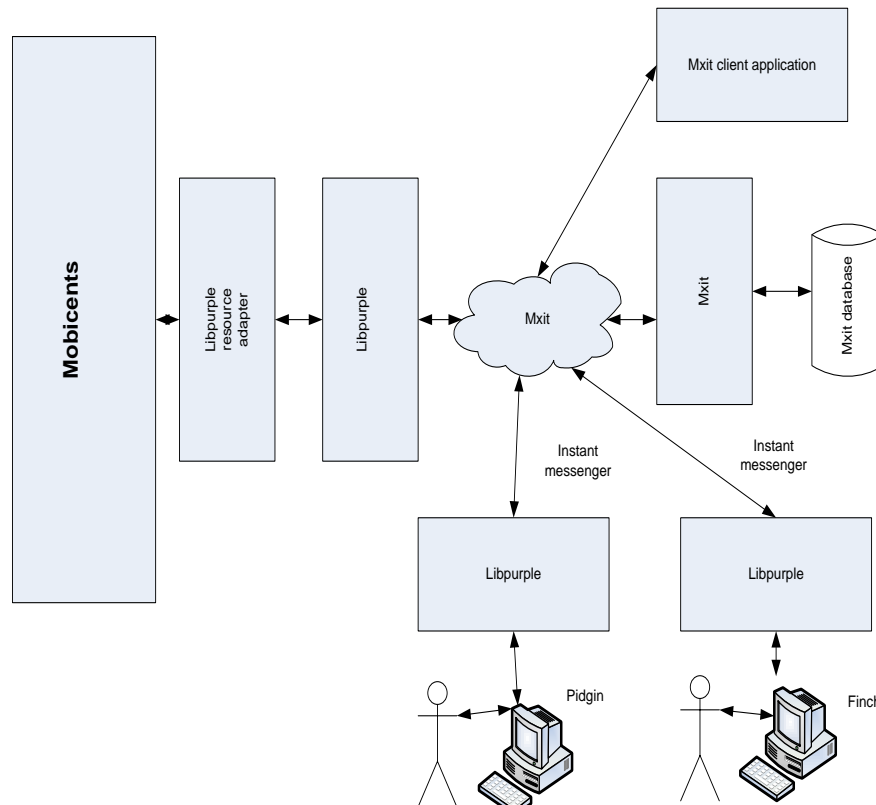 Mxit client application
Mobicents
Libpurple
resource
adapter
Libpurple
Mxit
Mxit
Mxit database
Instant
messenger
Instant
messenger
Libpurple
Libpurple
Pidgin
Finch